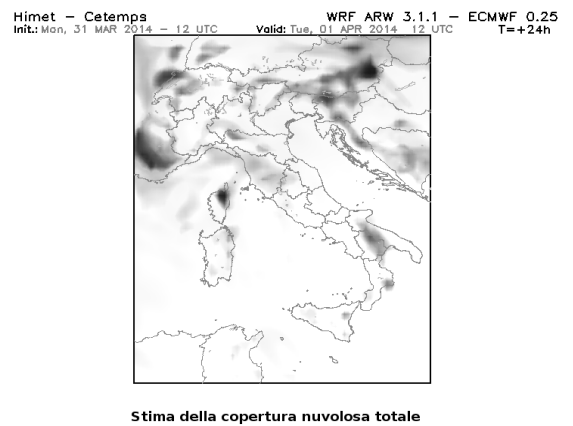 Himet – Cetemps WRF ARW 3.1.1 – ECMWF 0.25
Init.: Mon, 31 MAR 2014 – 12 UTC Valid: Tue, 01 APR 2014 12 UTC T=+24h
Stima della copertura nuvolosa totale